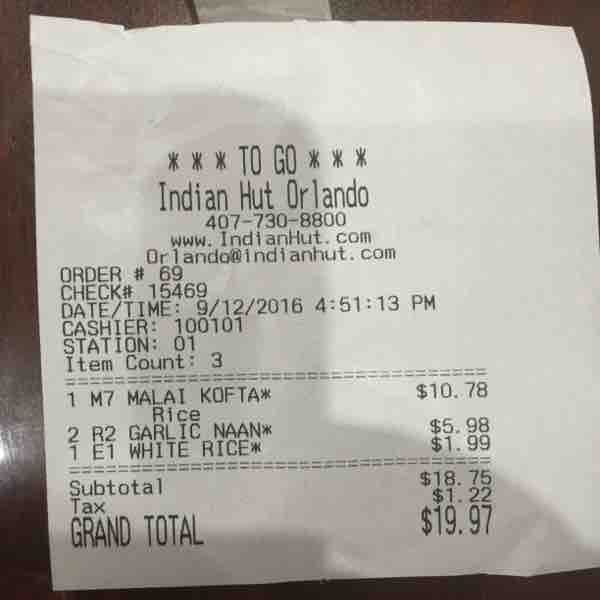 * * * TO GO * * *
Indian Hut Orlando
407-730-8800
www.IndianHut.com
Orlando@indianhut.com
ORDER # 69
CHECK# 15469
DATE/TIME: 9/12/2016 4:51:13 PM
CASHIER: 100101
STATION: 01
Item Count: 3
1 M7 MALAI KOFTA* $10.78
Rice
2 R2 GARLIC NAAN* $5.98
1 E1 WHITE RICE* $1.99
Subtotal $18.75
Tax $1.22
GRAND TOTAL $19.97